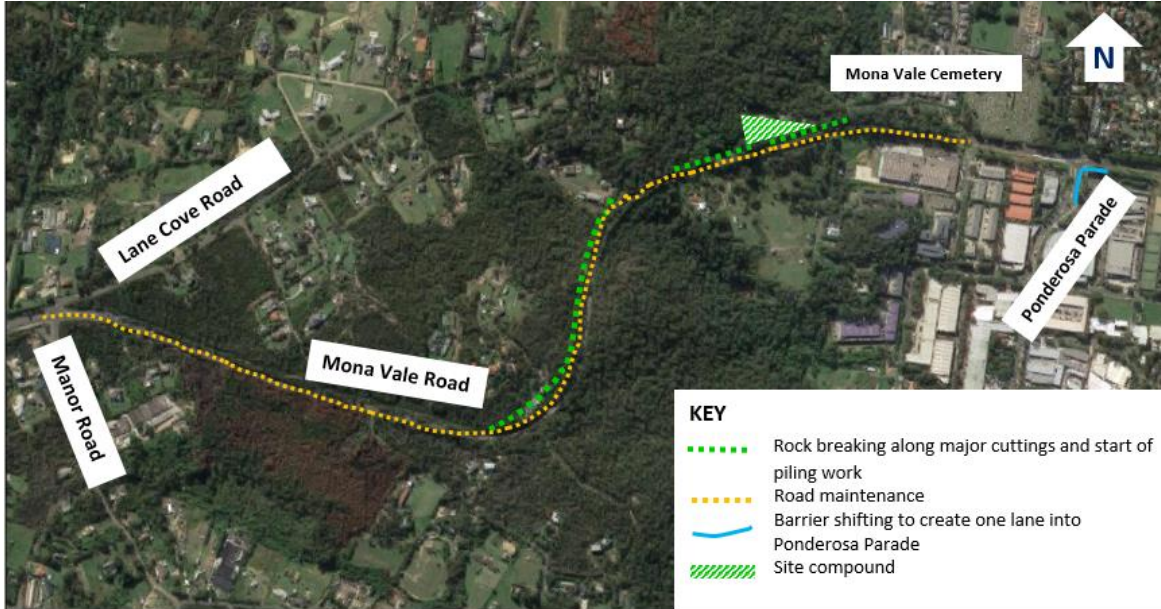 N
Mona Vale Cemetery
Lane Cove Road
Ponderosa Parade
Mona Vale Road
Manor Road
KEY
Rock breaking along major cuttings and start of
piling work
Road maintenance
Barrier shifting to create one lane into
Ponderosa Parade
Site compound